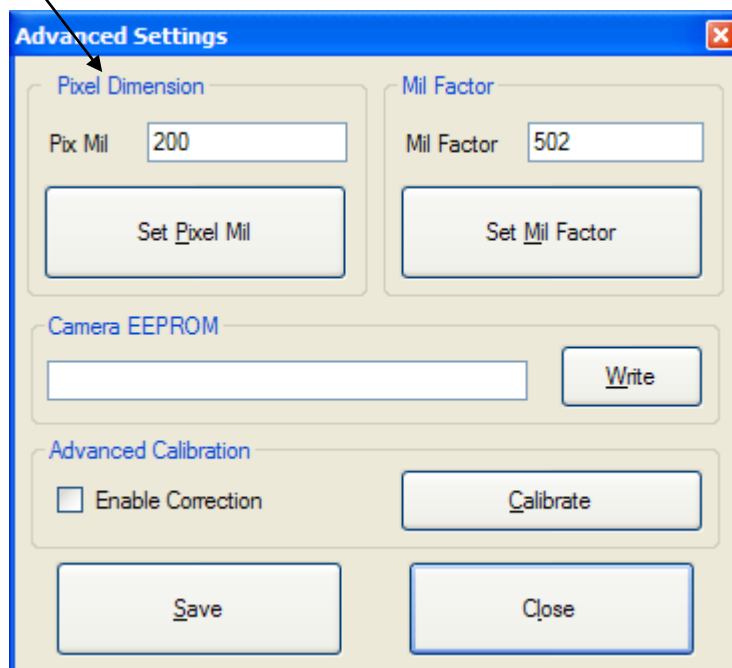 Advanced Settings
Pixel Dimension
Pix Mil 200
Set Pixel Mil
Mil Factor
Mil Factor 502
Set Mil Factor
Camera EEPROM
Write
Advanced Calibration
Enable Correction
Calibrate
Save
Close